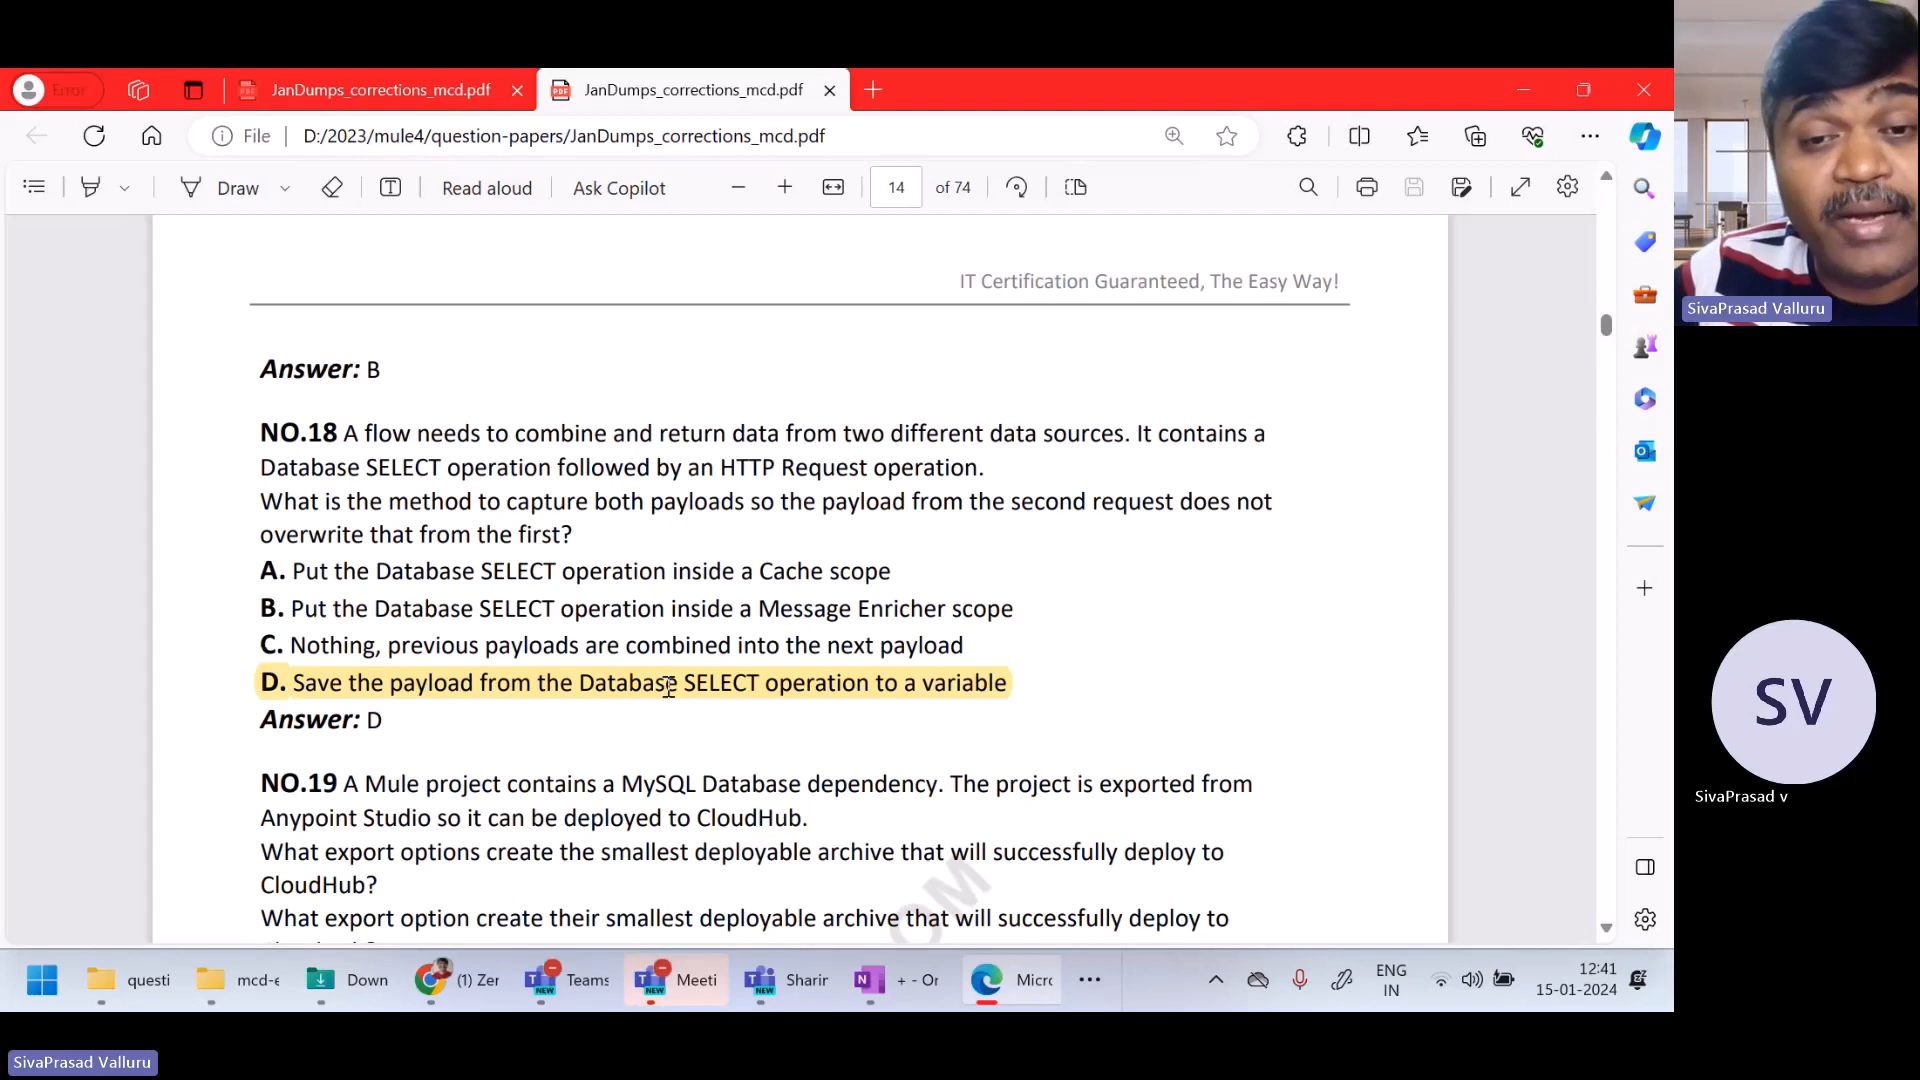 Error
JanDumps_corrections_mcd.pdf
JanDumps_corrections_mcd.pdf
File
D:/2023/mule4/question-papers/JanDumps_corrections_mcd.pdf
Draw
Read aloud
Ask Copilot
14
of 74
IT Certification Guaranteed, The Easy Way!
Answer: B
NO.18 A flow needs to combine and return data from two different data sources. It contains a
Database SELECT operation followed by an HTTP Request operation.
What is the method to capture both payloads so the payload from the second request does not
overwrite that from the first?
A. Put the Database SELECT operation inside a Cache scope
B. Put the Database SELECT operation inside a Message Enricher scope
C. Nothing, previous payloads are combined into the next payload
D. Save the payload from the Database SELECT operation to a variable
Answer: D
NO.19 A Mule project contains a MySQL Database dependency. The project is exported from
Anypoint Studio so it can be deployed to CloudHub.
What export options create the smallest deployable archive that will successfully deploy to
CloudHub?
What export option create their smallest deployable archive that will successfully deploy to
OM
SivaPrasad Valluru
SV
SivaPrasad v
questi
mcd-e
Down
(1) Zer
Teams
Meeti
Sharin
+ - Or
Micro
NEW
NEW
NEW
ENG
IN
12:41
15-01-2024
SivaPrasad Valluru